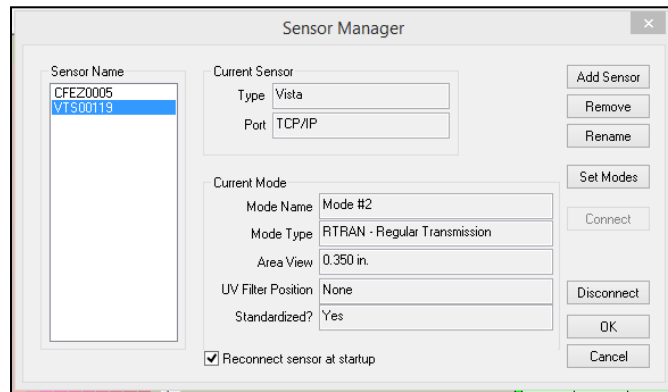 Sensor Manager
Sensor Name
CFEZ0005
VTS00119
Current Sensor
Type Vista
Port TCP/IP
Current Mode
Mode Name Mode #2
Mode Type RTRAN - Regular Transmission
Area View 0.350 in.
UV Filter Position None
Standardized? Yes
Reconnect sensor at startup
Add Sensor
Remove
Rename
Set Modes
Connect
Disconnect
OK
Cancel